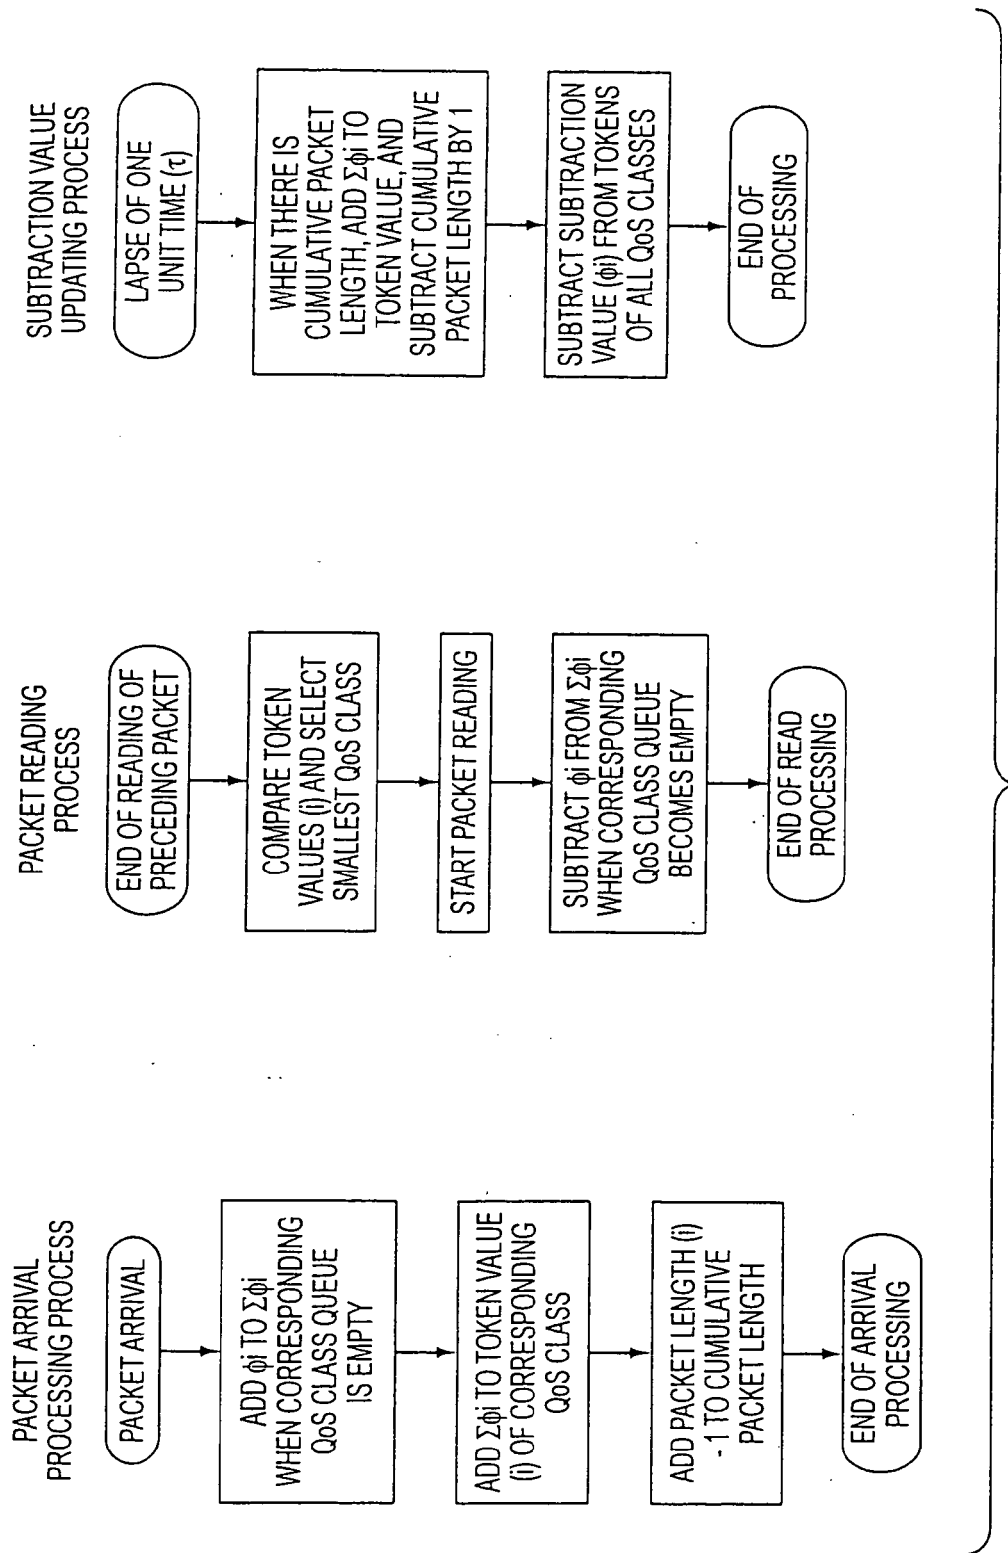 PACKET ARRIVAL
PROCESSING PROCESS
PACKET ARRIVAL
ADD ϕi TO Σϕi
WHEN CORRESPONDING
QoS CLASS QUEUE
IS EMPTY
ADD Σϕi TO TOKEN VALUE
(i) OF CORRESPONDING
QoS CLASS
ADD PACKET LENGTH (i)
- 1 TO CUMULATIVE
PACKET LENGTH
END OF ARRIVAL
PROCESSING
PACKET READING
PROCESS
END OF READING OF
PRECEDING PACKET
COMPARE TOKEN
VALUES (i) AND SELECT
SMALLEST QoS CLASS
START PACKET READING
SUBTRACT ϕi FROM Σϕi
WHEN CORRESPONDING
QoS CLASS QUEUE
BECOMES EMPTY
END OF READ
PROCESSING
SUBTRACTION VALUE
UPDATING PROCESS
LAPSE OF ONE
UNIT TIME (τ)
WHEN THERE IS
CUMULATIVE PACKET
LENGTH, ADD Σϕi TO
TOKEN VALUE, AND
SUBTRACT CUMULATIVE
PACKET LENGTH BY 1
SUBTRACT SUBTRACTION
VALUE (ϕi) FROM TOKENS
OF ALL QoS CLASSES
END OF
PROCESSING